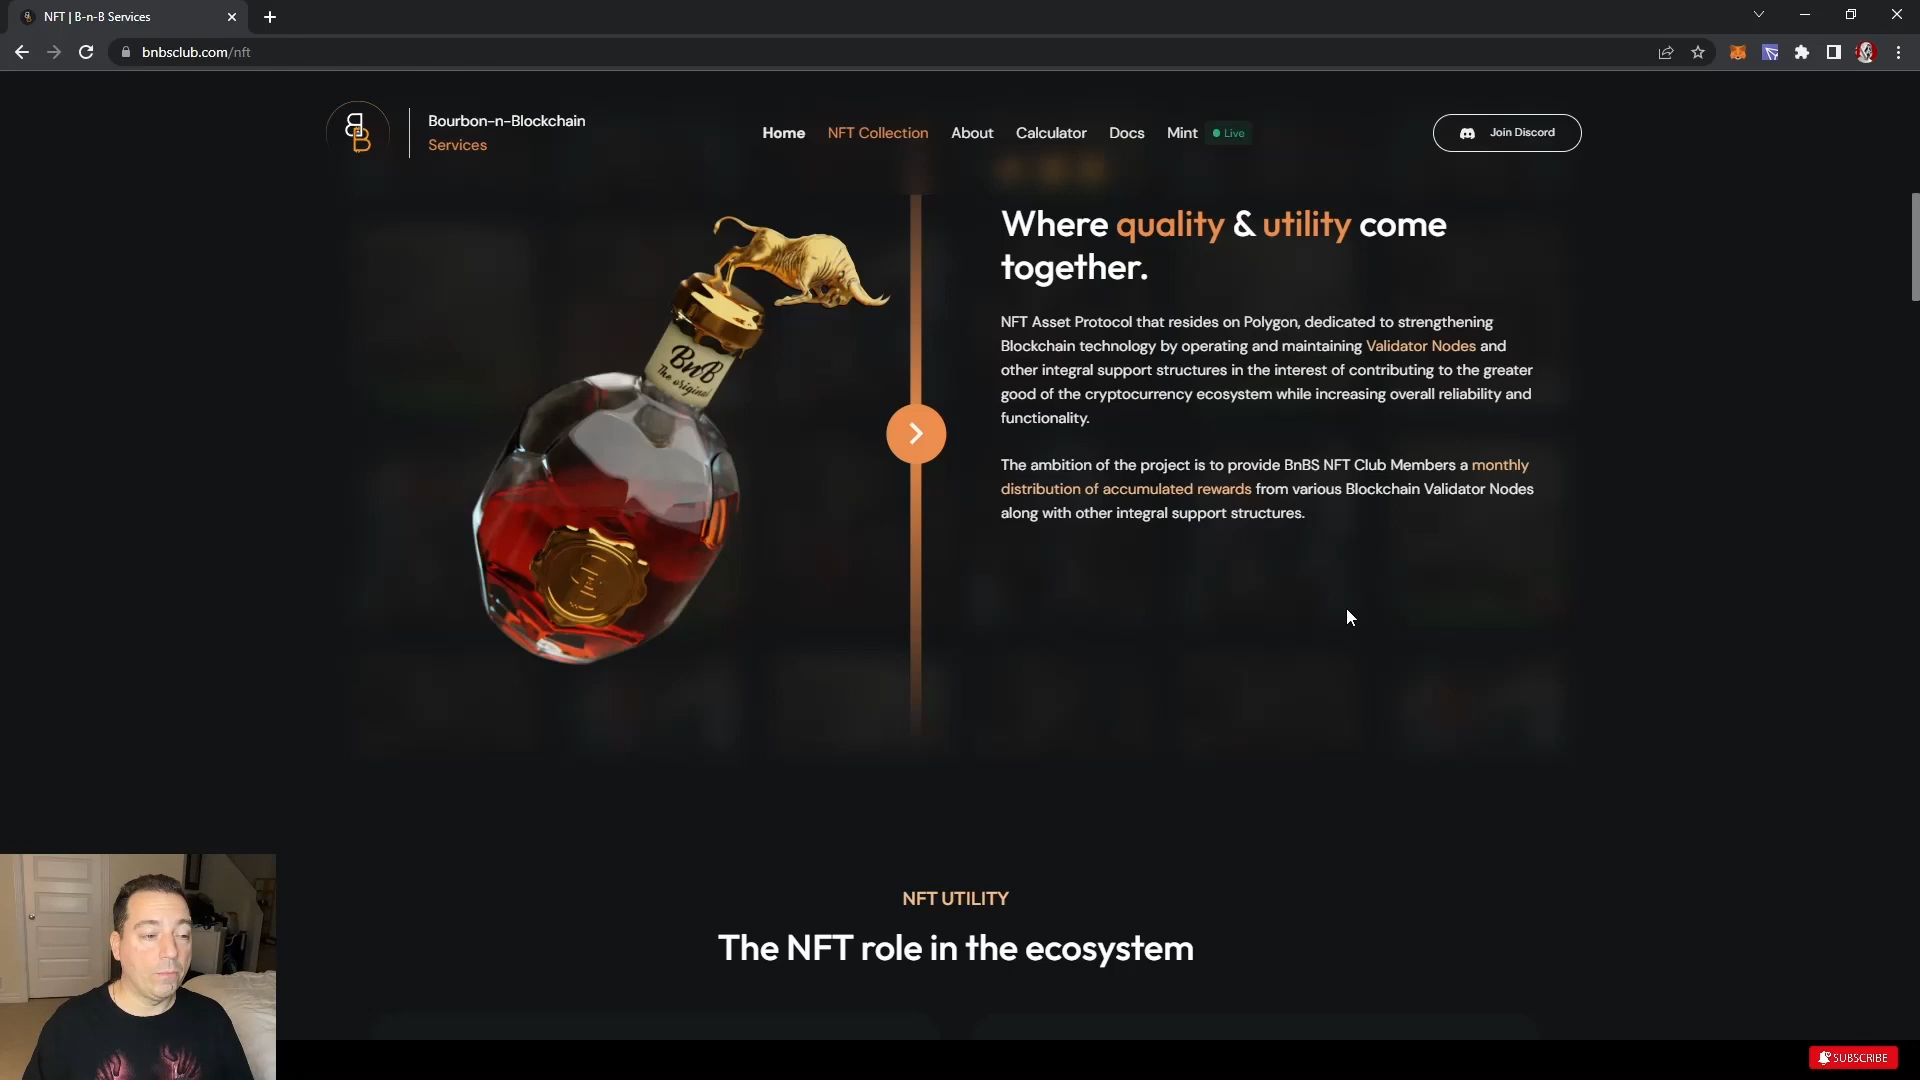 NFT | B-n-B Services
bnbsclub.com/nft
Bourbon-n-Blockchain
Services
Home NFT Collection About Calculator Docs Mint Live
Join Discord
Where quality & utility come
together.
NFT Asset Protocol that resides on Polygon, dedicated to strengthening
Blockchain technology by operating and maintaining Validator Nodes and
other integral support structures in the interest of contributing to the greater
good of the cryptocurrency ecosystem while increasing overall reliability and
functionality.
The ambition of the project is to provide BnBS NFT Club Members a monthly
distribution of accumulated rewards from various Blockchain Validator Nodes
along with other integral support structures.
BnB
The original
NFT UTILITY
The NFT role in the ecosystem
SUBSCRIBE